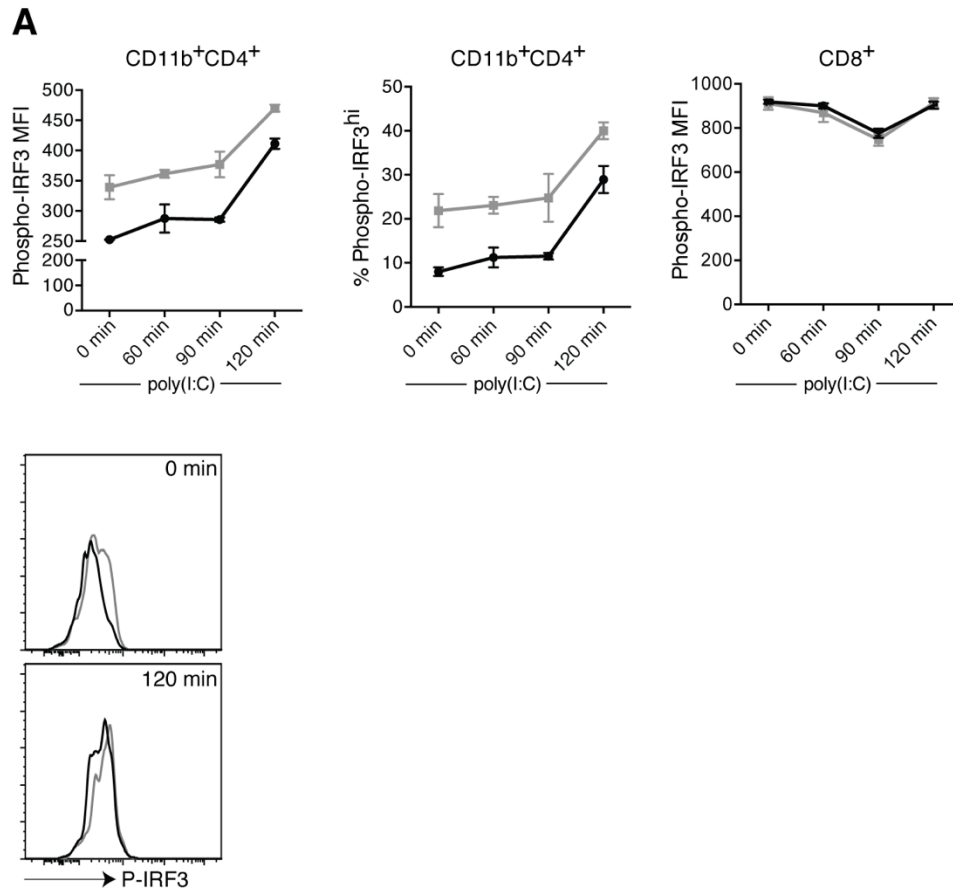 A
CD11b+CD4+
Phospho-IRF3 MFI
500
450
400
350
300
250
200
100
0
0 min
60 min
90 min
120 min
poly(I:C)
CD11b+CD4+
% Phospho-IRF3hi
50
40
30
20
10
0
0 min
60 min
90 min
120 min
poly(I:C)
CD8+
Phospho-IRF3 MFI
1000
800
600
400
200
0
0 min
60 min
90 min
120 min
poly(I:C)
0 min
120 min
P-IRF3